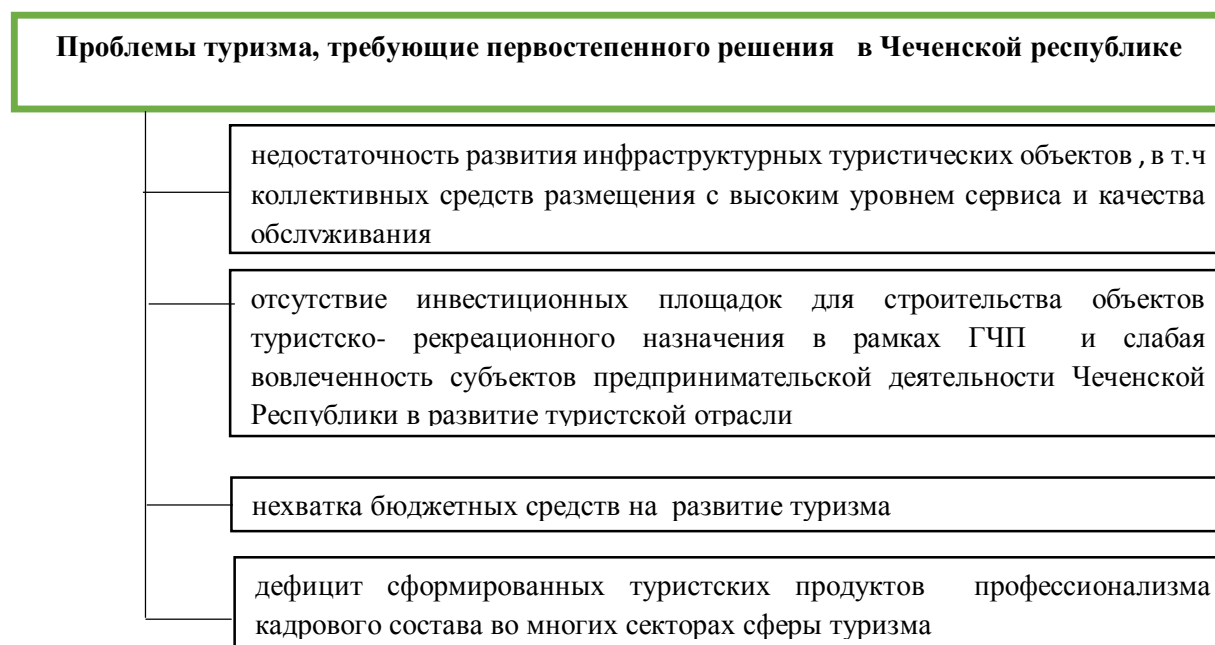 Проблемы туризма, требующие первостепенного решения в Чеченской республике
недостаточность развития инфраструктурных туристических объектов , в т.ч
коллективных средств размещения с высоким уровнем сервиса и качества
обслуживания
отсутствие инвестиционных площадок для строительства объектов
туристско- рекреационного назначения в рамках ГЧП и слабая
вовлеченность субъектов предпринимательской деятельности Чеченской
Республики в развитие туристской отрасли
нехватка бюджетных средств на развитие туризма
дефицит сформированных туристских продуктов профессионализма
кадрового состава во многих секторах сферы туризма